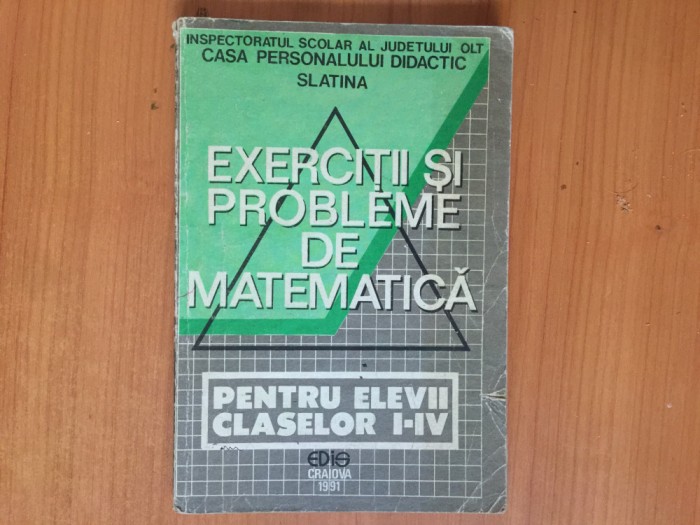 INSPECTORATUL SCOLAR AL JUDETULUI OLT
CASA PERSONALULUI DIDACTIC
SLATINA
EXERCIȚII ȘI
PROBLEME
DE
MATEMATICĂ
PENTRU ELEVII
CLASELOR I-IV
EDIS
CRAIOVA
1991